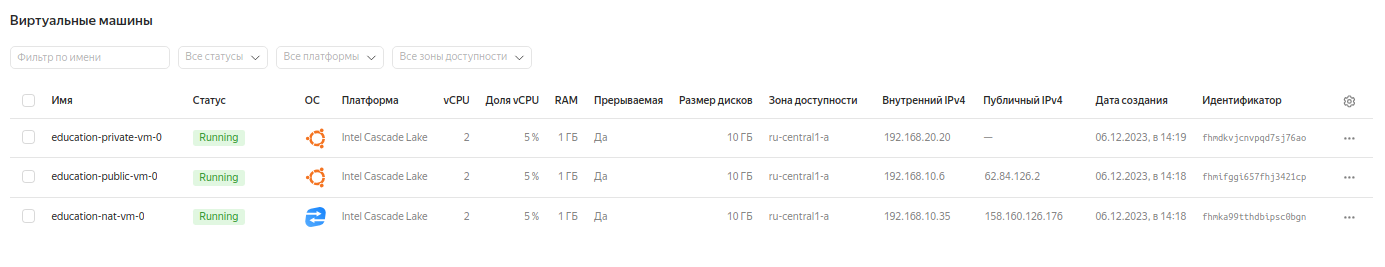 Виртуальные машины
Фильтр по имени Все статусы Все платформы Все зоны доступности
Имя Статус ОС Платформа vCPU Доля vCPU RAM Прерываемая Размер дисков Зона доступности Внутренний IPv4 Публичный IPv4 Дата создания Идентификатор
education-private-vm-0 Running Intel Cascade Lake 2 5 % 1 ГБ Да 10 ГБ ru-central1-a 192.168.20.20 — 06.12.2023, в 14:19 fhmdkvjcnvpqd7sj76ao
education-public-vm-0 Running Intel Cascade Lake 2 5 % 1 ГБ Да 10 ГБ ru-central1-a 192.168.10.6 62.84.126.2 06.12.2023, в 14:18 fhmifggi657fhj3421cp
education-nat-vm-0 Running Intel Cascade Lake 2 5 % 1 ГБ Да 10 ГБ ru-central1-a 192.168.10.35 158.160.126.176 06.12.2023, в 14:18 fhmka99tthdbipsc0bgn